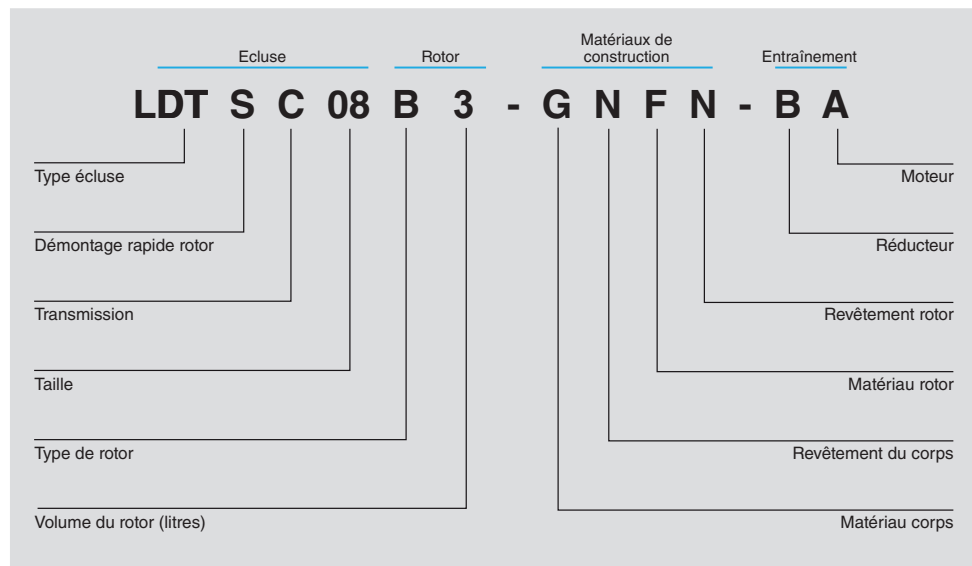 Ecluse
Rotor
Matériaux de
construction
Entraînement
LDT S C 08 B 3 - G N F N - B A
Type écluse
Moteur
Démontage rapide rotor
Réducteur
Transmission
Revêtement rotor
Taille
Matériau rotor
Type de rotor
Revêtement du corps
Volume du rotor (litres)
Matériau corps